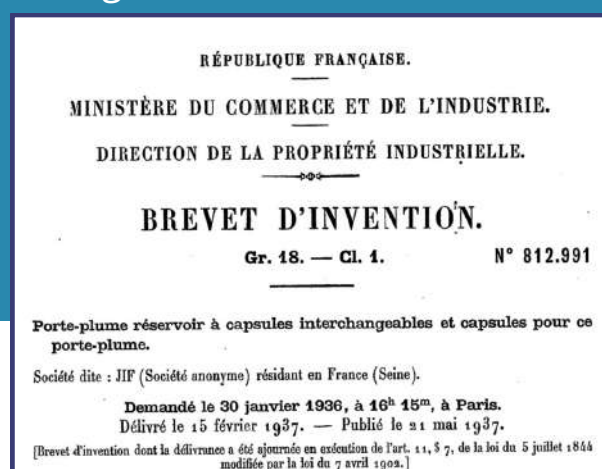 RÉPUBLIQUE FRANÇAISE.
MINISTÈRE DU COMMERCE ET DE L'INDUSTRIE.
DIRECTION DE LA PROPRIÉTÉ INDUSTRIELLE.
BREVET D'INVENTION.
Gr. 18. — Cl. 1. N° 812.991
Porte-plume réservoir à capsules interchangeables et capsules pour ce
porte-plume.
Société dite : JIF (Société anonyme) résidant en France (Seine).
Demandé le 30 janvier 1936, à 16h 15m, à Paris.
Délivré le 15 février 1937. — Publié le 21 mai 1937.
[Brevet d'invention dont la délivrance a été ajournée en exécution de l'art. 11, § 7, de la loi du 5 juillet 1844
modifiée par la loi du 7 avril 1902.]